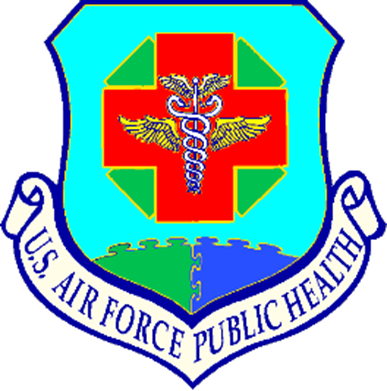 U.S. AIR FORCE PUBLIC HEALTH